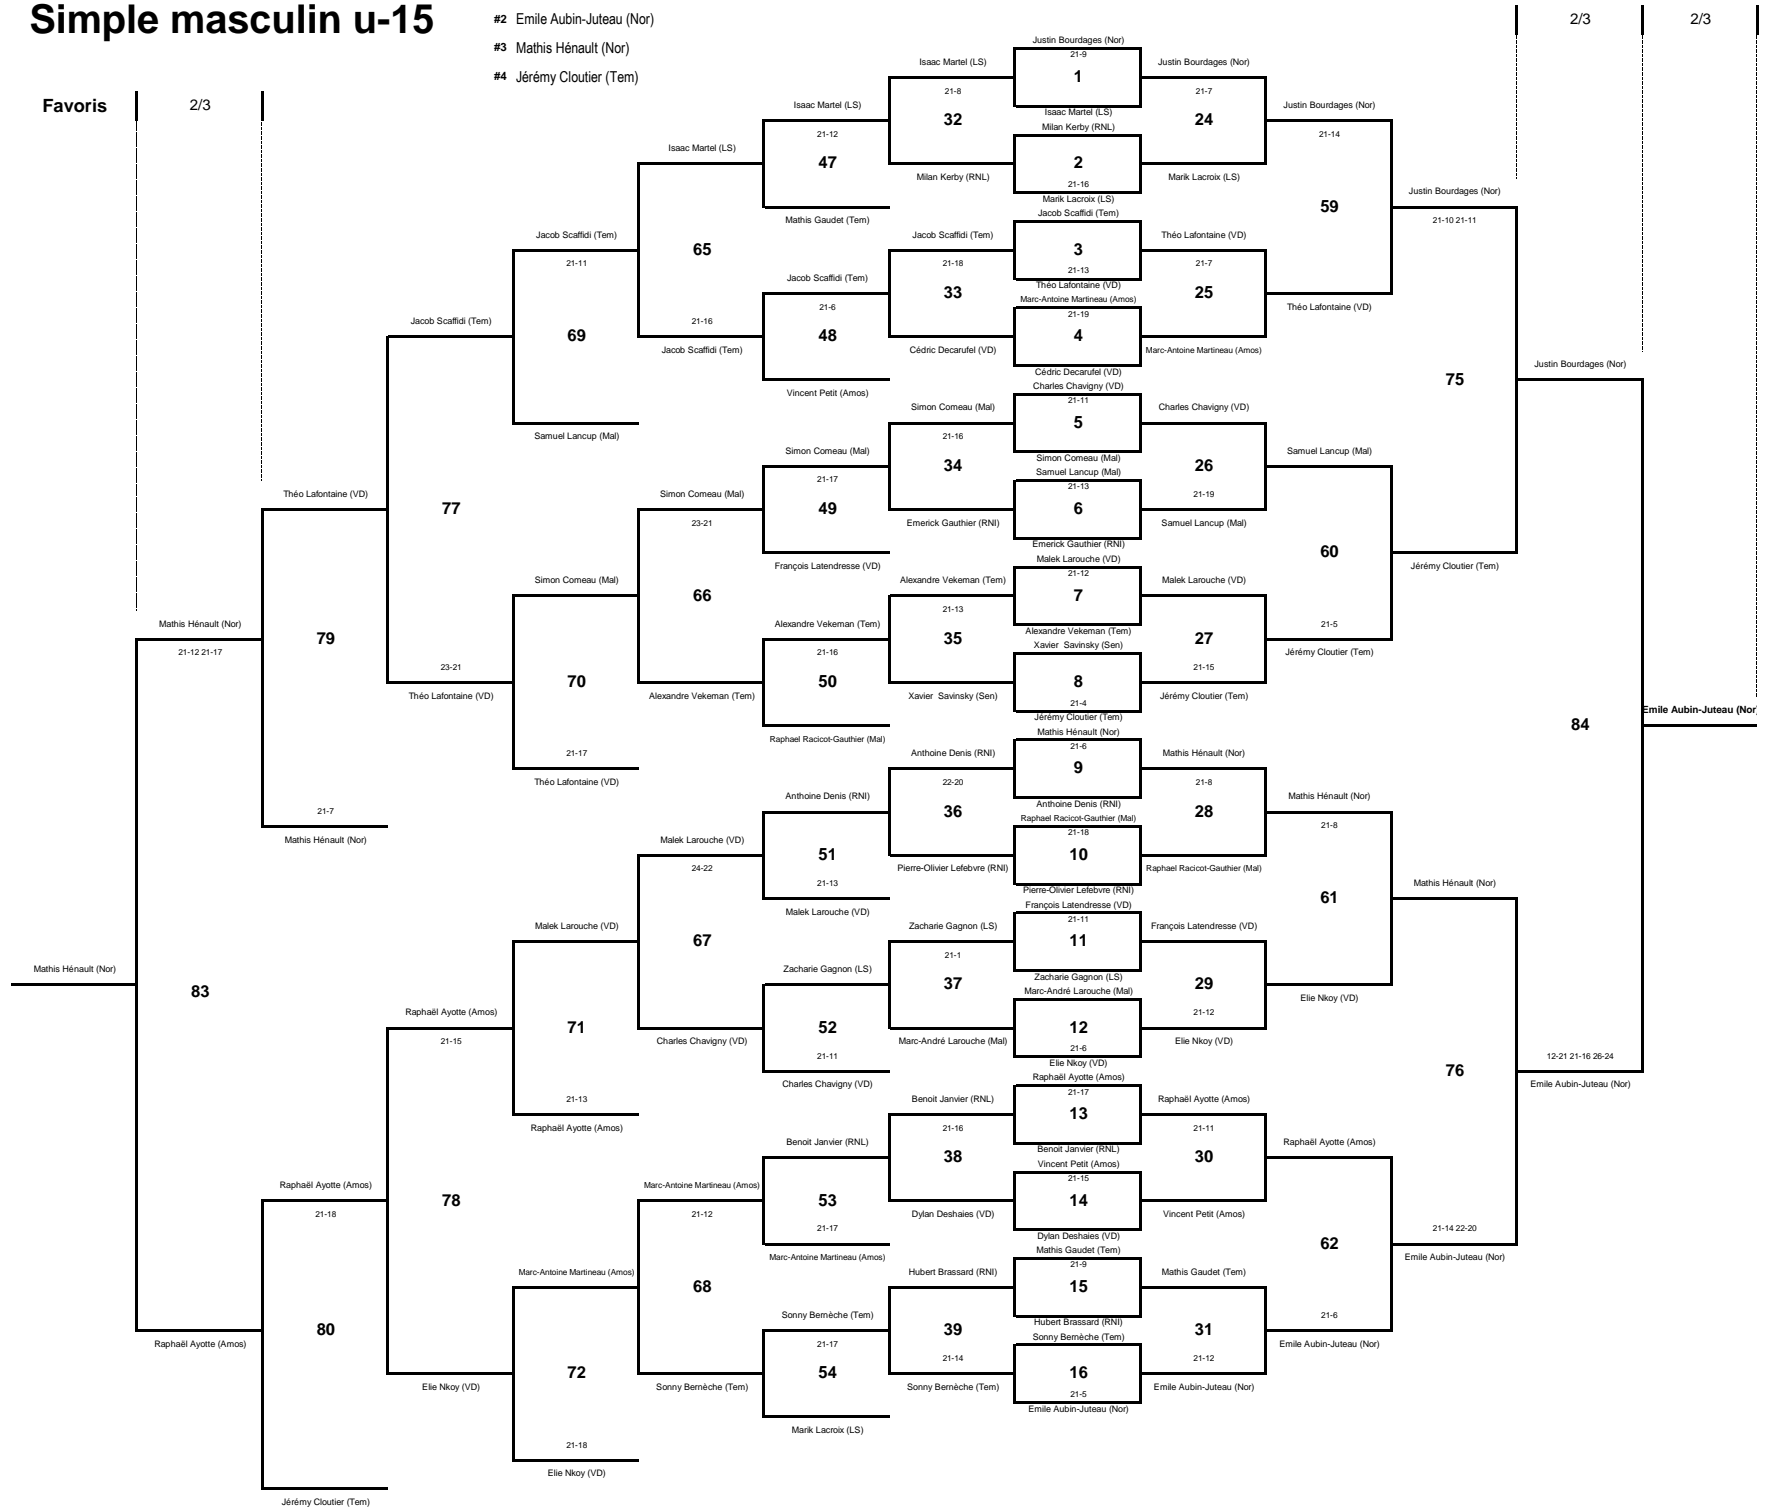 Simple masculin u-15
#2 Emile Aubin-Juteau (Nor)
#3 Mathis Hénault (Nor)
#4 Jérémy Cloutier (Tem)
2/3
2/3
Favoris
2/3
Mathis Hénault (Nor)
83
Mathis Hénault (Nor)
21-12 21-17
Raphaël Ayotte (Amos)
Théo Lafontaine (VD)
79
21-7
Mathis Hénault (Nor)
Raphaël Ayotte (Amos)
21-18
80
Jérémy Cloutier (Tem)
Jacob Scaffidi (Tem)
77
23-21
Théo Lafontaine (VD)
Raphaël Ayotte (Amos)
21-15
78
Elie Nkoy (VD)
Jacob Scaffidi (Tem)
21-11
69
Samuel Lancup (Mal)
Simon Comeau (Mal)
70
21-17
Théo Lafontaine (VD)
Malek Larouche (VD)
71
21-13
Raphaël Ayotte (Amos)
Marc-Antoine Martineau (Amos)
72
21-18
Elie Nkoy (VD)
Isaac Martel (LS)
65
21-16
Jacob Scaffidi (Tem)
Simon Comeau (Mal)
23-21
66
Alexandre Vekeman (Tem)
Malek Larouche (VD)
24-22
67
Charles Chavigny (VD)
Marc-Antoine Martineau (Amos)
21-12
68
Sonny Bernèche (Tem)
Isaac Martel (LS)
21-12
47
Mathis Gaudet (Tem)
Jacob Scaffidi (Tem)
21-6
48
Vincent Petit (Amos)
Simon Comeau (Mal)
21-17
49
François Latendresse (VD)
Alexandre Vekeman (Tem)
21-16
50
Raphael Racicot-Gauthier (Mal)
Anthoine Denis (RNI)
51
21-13
Malek Larouche (VD)
Zacharie Gagnon (LS)
52
21-11
Charles Chavigny (VD)
Benoit Janvier (RNL)
53
21-17
Marc-Antoine Martineau (Amos)
Sonny Bernèche (Tem)
21-17
54
Marik Lacroix (LS)
Isaac Martel (LS)
21-8
32
Milan Kerby (RNL)
Jacob Scaffidi (Tem)
21-18
33
Cédric Decarufel (VD)
Simon Comeau (Mal)
21-16
34
Emerick Gauthier (RNI)
Alexandre Vekeman (Tem)
21-13
35
Xavier Savinsky (Sen)
Anthoine Denis (RNI)
22-20
36
Pierre-Olivier Lefebvre (RNI)
Zacharie Gagnon (LS)
21-1
37
Marc-André Larouche (Mal)
Benoit Janvier (RNL)
21-16
38
Dylan Deshaies (VD)
Hubert Brassard (RNI)
39
21-14
Sonny Bernèche (Tem)
Justin Bourdages (Nor)
21-9
1
Isaac Martel (LS)
Milan Kerby (RNL)
2
21-16
Marik Lacroix (LS)
Jacob Scaffidi (Tem)
3
21-13
Théo Lafontaine (VD)
Marc-Antoine Martineau (Amos)
21-19
4
Cédric Decarufel (VD)
Charles Chavigny (VD)
21-11
5
Simon Comeau (Mal)
Samuel Lancup (Mal)
21-13
6
Emerick Gauthier (RNI)
Malek Larouche (VD)
21-12
7
Alexandre Vekeman (Tem)
Xavier Savinsky (Sen)
8
21-4
Jérémy Cloutier (Tem)
Mathis Hénault (Nor)
21-6
9
Anthoine Denis (RNI)
Raphael Racicot-Gauthier (Mal)
21-18
10
Pierre-Olivier Lefebvre (RNI)
François Latendresse (VD)
21-11
11
Zacharie Gagnon (LS)
Marc-André Larouche (Mal)
12
21-6
Elie Nkoy (VD)
Raphaël Ayotte (Amos)
21-17
13
Benoit Janvier (RNL)
Vincent Petit (Amos)
21-15
14
Dylan Deshaies (VD)
Mathis Gaudet (Tem)
21-9
15
Hubert Brassard (RNI)
Sonny Bernèche (Tem)
16
21-5
Emile Aubin-Juteau (Nor)
Justin Bourdages (Nor)
21-7
24
Marik Lacroix (LS)
Théo Lafontaine (VD)
21-7
25
Marc-Antoine Martineau (Amos)
Charles Chavigny (VD)
26
21-19
Samuel Lancup (Mal)
Malek Larouche (VD)
27
21-15
Jérémy Cloutier (Tem)
Mathis Hénault (Nor)
21-8
28
Raphael Racicot-Gauthier (Mal)
François Latendresse (VD)
29
21-12
Elie Nkoy (VD)
Raphaël Ayotte (Amos)
21-11
30
Vincent Petit (Amos)
Mathis Gaudet (Tem)
31
21-12
Emile Aubin-Juteau (Nor)
Justin Bourdages (Nor)
21-14
59
Théo Lafontaine (VD)
Samuel Lancup (Mal)
60
21-5
Jérémy Cloutier (Tem)
Mathis Hénault (Nor)
21-8
61
Elie Nkoy (VD)
Raphaël Ayotte (Amos)
62
21-6
Emile Aubin-Juteau (Nor)
Justin Bourdages (Nor)
21-10 21-11
75
Jérémy Cloutier (Tem)
Mathis Hénault (Nor)
76
21-14 22-20
Emile Aubin-Juteau (Nor)
Justin Bourdages (Nor)
84
12-21 21-16 26-24
Emile Aubin-Juteau (Nor)
Emile Aubin-Juteau (Nor)